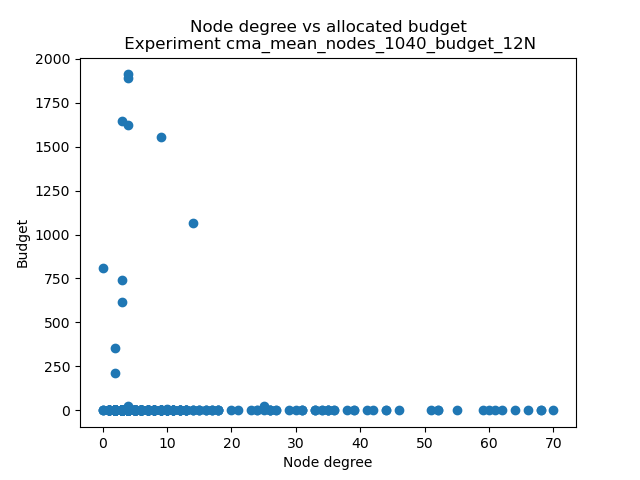 Node degree vs allocated budget
Experiment cma_mean_nodes_1040_budget_12N
2000
1750
1500
1250
1000
750
500
250
0
Budget
0 10 20 30 40 50 60 70
Node degree